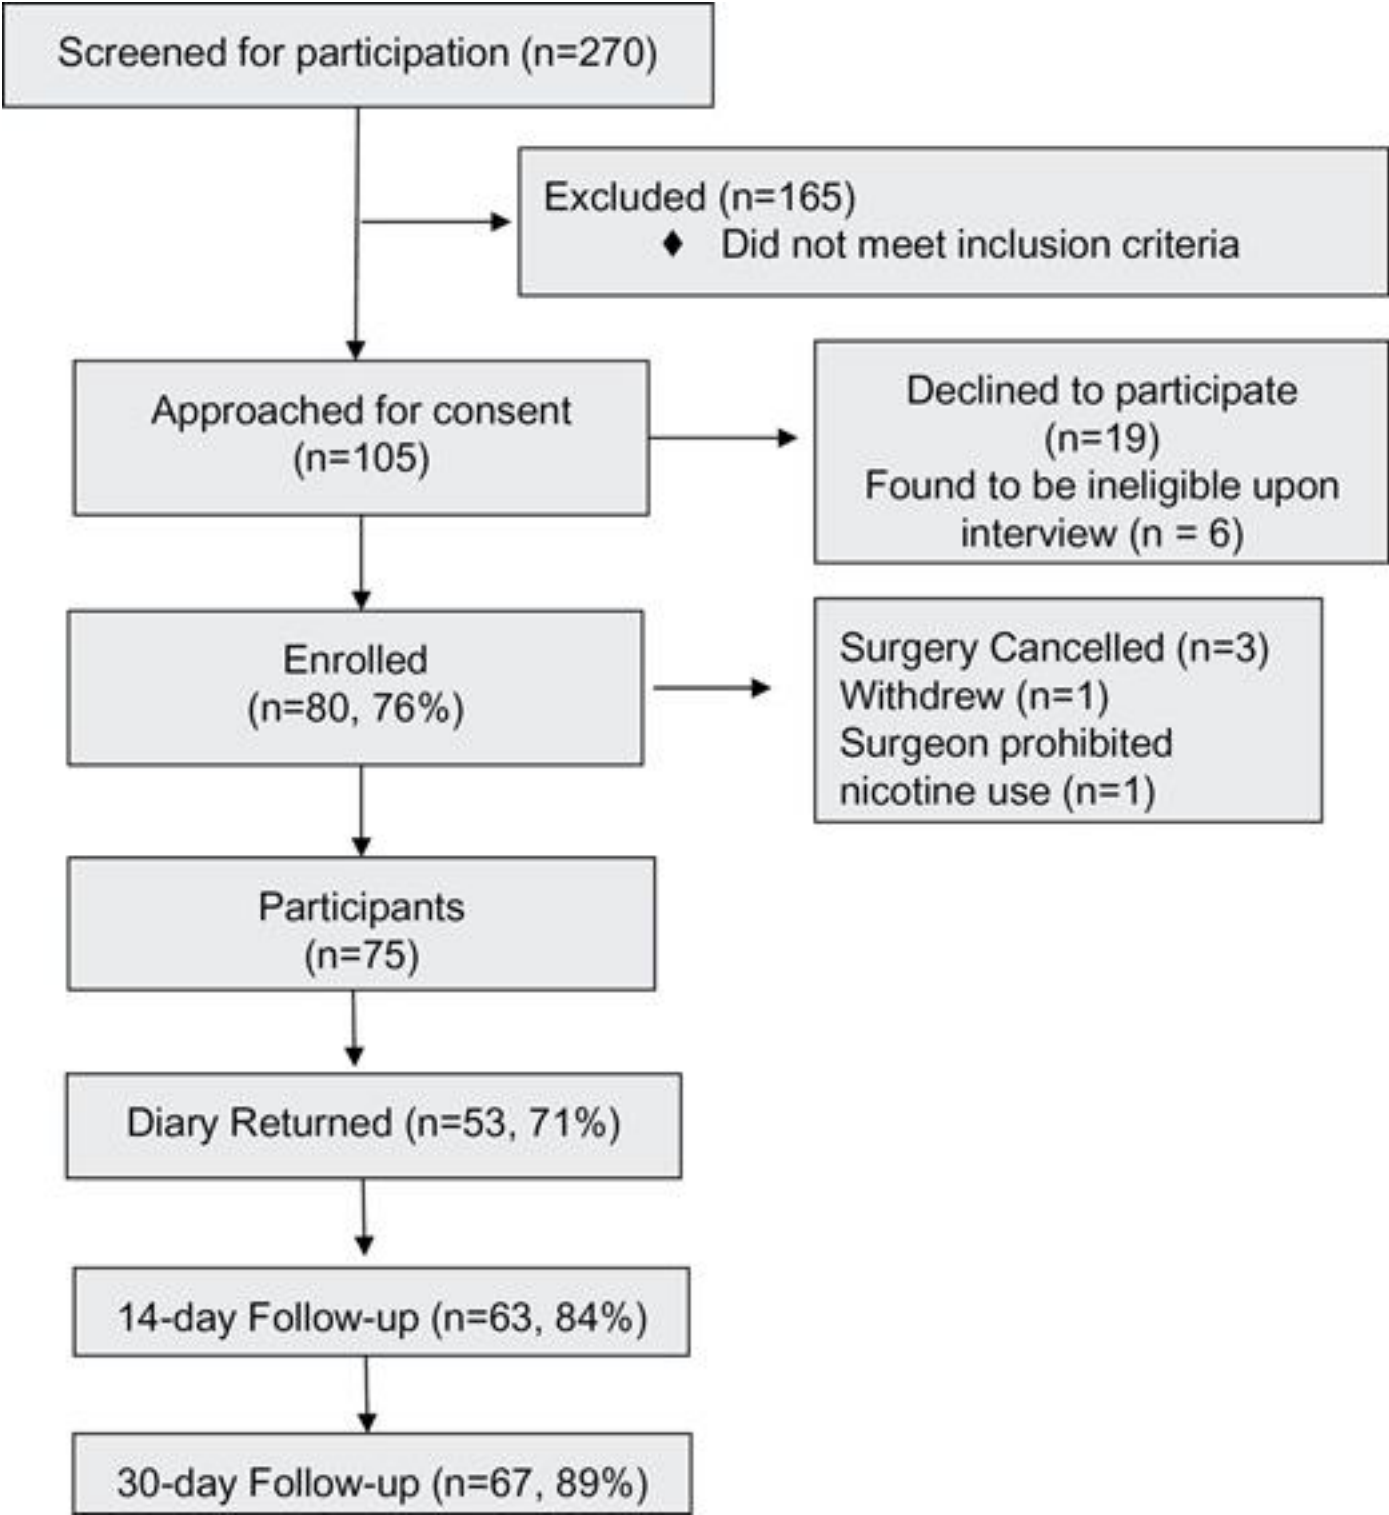 Screened for participation (n=270)
Excluded (n=165)
♦ Did not meet inclusion criteria
Approached for consent
(n=105)
Declined to participate
(n=19)
Found to be ineligible upon
interview (n = 6)
Enrolled
(n=80, 76%)
Surgery Cancelled (n=3)
Withdrew (n=1)
Surgeon prohibited
nicotine use (n=1)
Participants
(n=75)
Diary Returned (n=53, 71%)
14-day Follow-up (n=63, 84%)
30-day Follow-up (n=67, 89%)